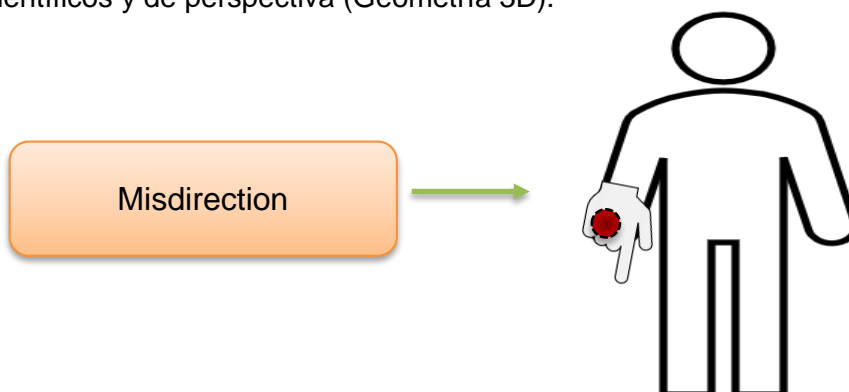 entíficos y de perspectiva (Geometría 3D).
Misdirection